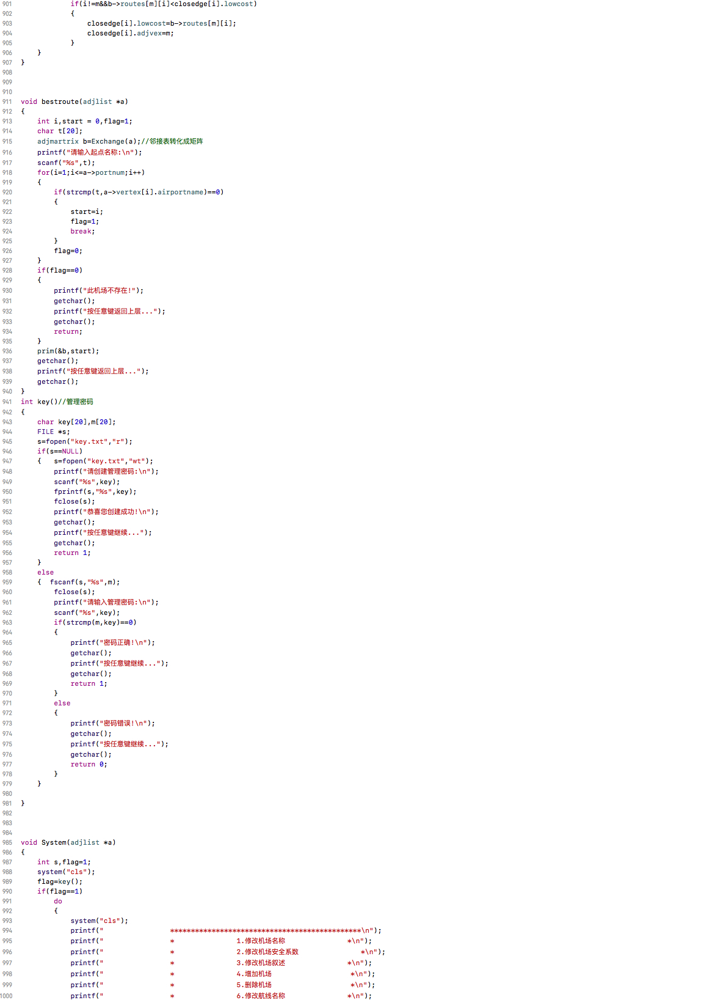 901 if(i!=m&&b->routes[m][i]<closedge[i].lowcost)
902 {
903 closedge[i].lowcost=b->routes[m][i];
904 closedge[i].adjvex=m;
905 }
906 }
907 }
908
909
910
911 void bestroute(adjlist *a)
912 {
913 int i,start = 0,flag=1;
914 char t[20];
915 adjmartrix b=Exchange(a);//邻接表转化成矩阵
916 printf("请输入起点名称:\n");
917 scanf("%s",t);
918 for(i=1;i<=a->portnum;i++)
919 {
920 if(strcmp(t,a->vertex[i].airportname)==0)
921 {
922 start=i;
923 flag=1;
924 break;
925 }
926 flag=0;
927 }
928 if(flag==0)
929 {
930 printf("此机场不存在!");
931 getchar();
932 printf("按任意键返回上层...");
933 getchar();
934 return;
935 }
936 prim(&b,start);
937 getchar();
938 printf("按任意键返回上层...");
939 getchar();
940 }
941 int key()//管理密码
942 {
943 char key[20],m[20];
944 FILE *s;
945 s=fopen("key.txt","r");
946 if(s==NULL)
947 { s=fopen("key.txt","wt");
948 printf("请创建管理密码:\n");
949 scanf("%s",key);
950 fprintf(s,"%s",key);
951 fclose(s);
952 printf("恭喜您创建成功!\n");
953 getchar();
954 printf("按任意键继续...");
955 getchar();
956 return 1;
957 }
958 else
959 { fscanf(s,"%s",m);
960 fclose(s);
961 printf("请输入管理密码:\n");
962 scanf("%s",key);
963 if(strcmp(m,key)==0)
964 {
965 printf("密码正确!\n");
966 getchar();
967 printf("按任意键继续...");
968 getchar();
969 return 1;
970 }
971 else
972 {
973 printf("密码错误!\n");
974 getchar();
975 printf("按任意键继续...");
976 getchar();
977 return 0;
978 }
979 }
980
981 }
982
983
984
985 void System(adjlist *a)
986 {
987 int s,flag=1;
988 system("cls");
989 flag=key();
990 if(flag==1)
991 do
992 {
993 system("cls");
994 printf(" **********************************************\n");
995 printf(" * 1.修改机场名称 *\n");
996 printf(" * 2.修改机场安全系数 *\n");
997 printf(" * 3.修改机场叙述 *\n");
998 printf(" * 4.增加机场 *\n");
999 printf(" * 5.删除机场 *\n");
1000 printf(" * 6.修改航线名称 *\n");